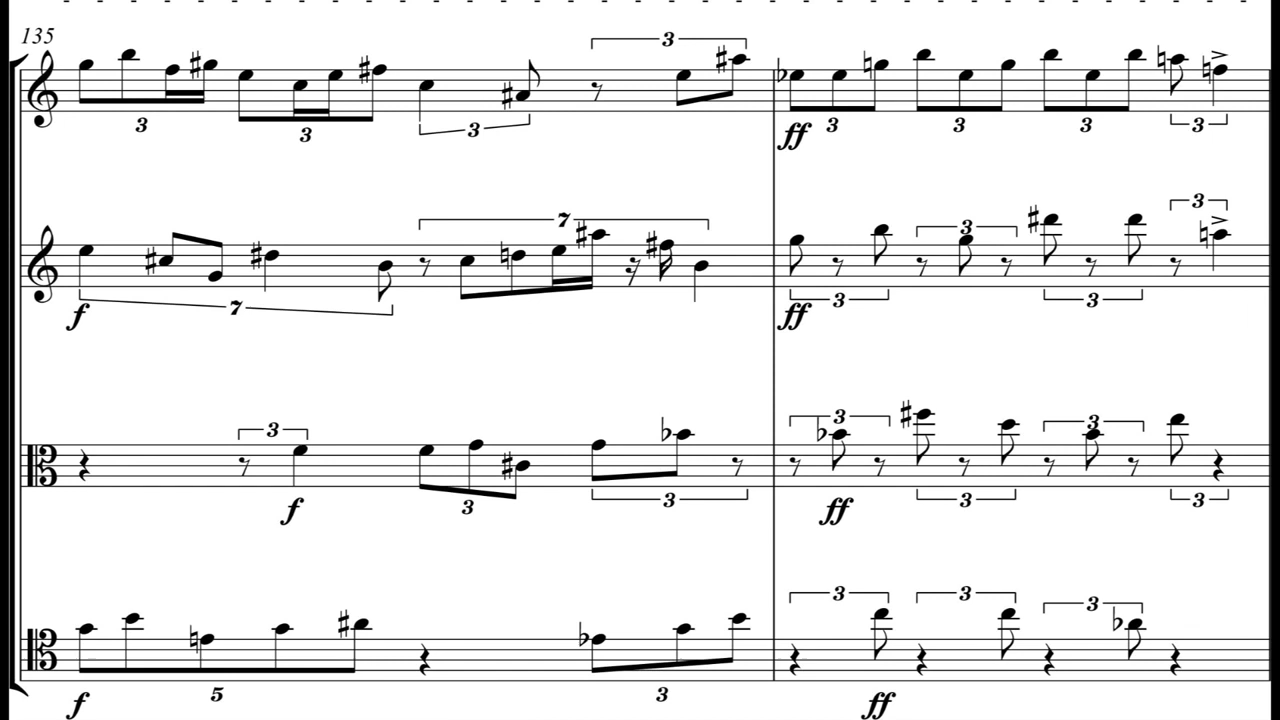 135
3
3 3 3 3 3 3 3
ff
3
7 3
3 3
f 7 ff
3 3 3
f 3 3 ff 3 3
3 3 3
f 5 3 ff